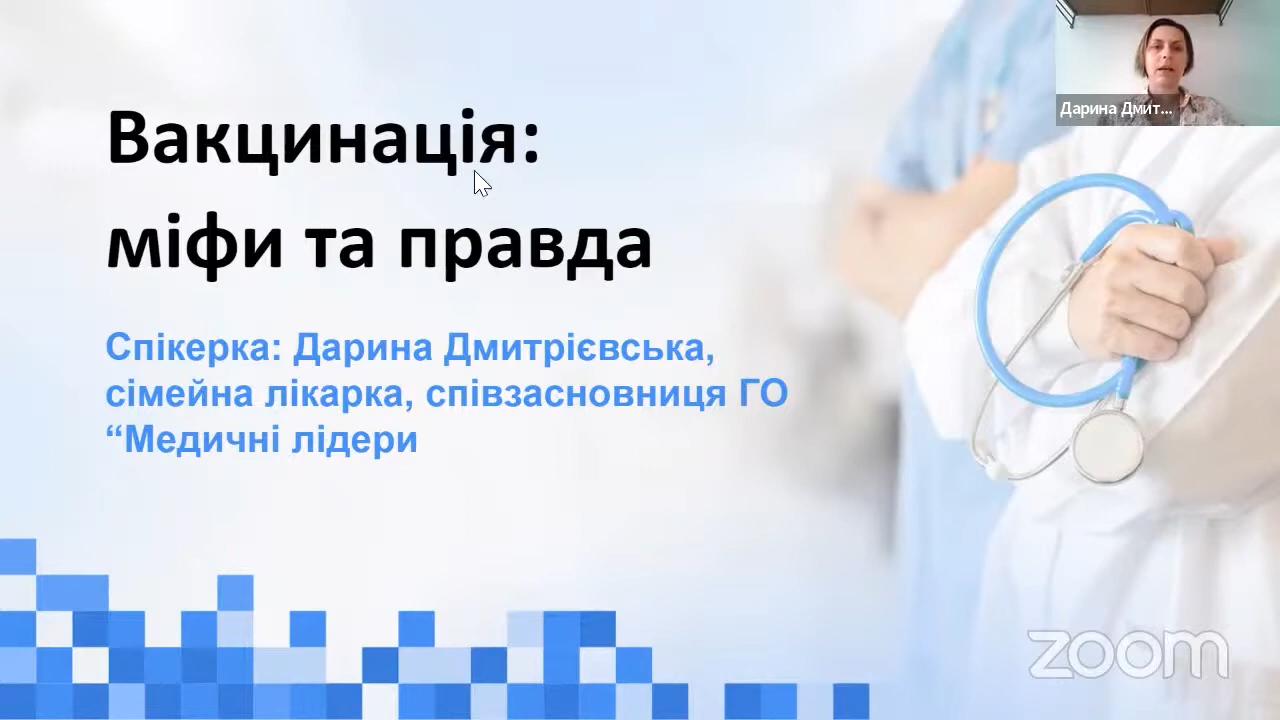 Вакцинація:
міфи та правда
Спікерка: Дарина Дмитрієвська,
сімейна лікарка, співзасновниця ГО
“Медичні лідери
Дарина Дмит...
zoom